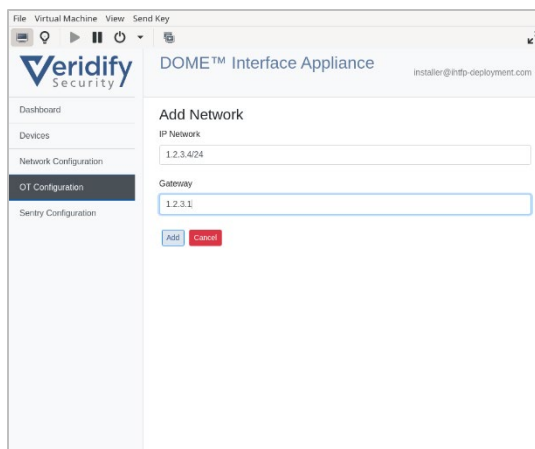 File Virtual Machine View Send Key
Veridify
Security
DOME™ Interface Appliance
installer@ihtfp-deployment.com
Dashboard
Devices
Network Configuration
OT Configuration
Sentry Configuration
Add Network
IP Network
1.2.3.4/24
Gateway
1.2.3.1
Add Cancel